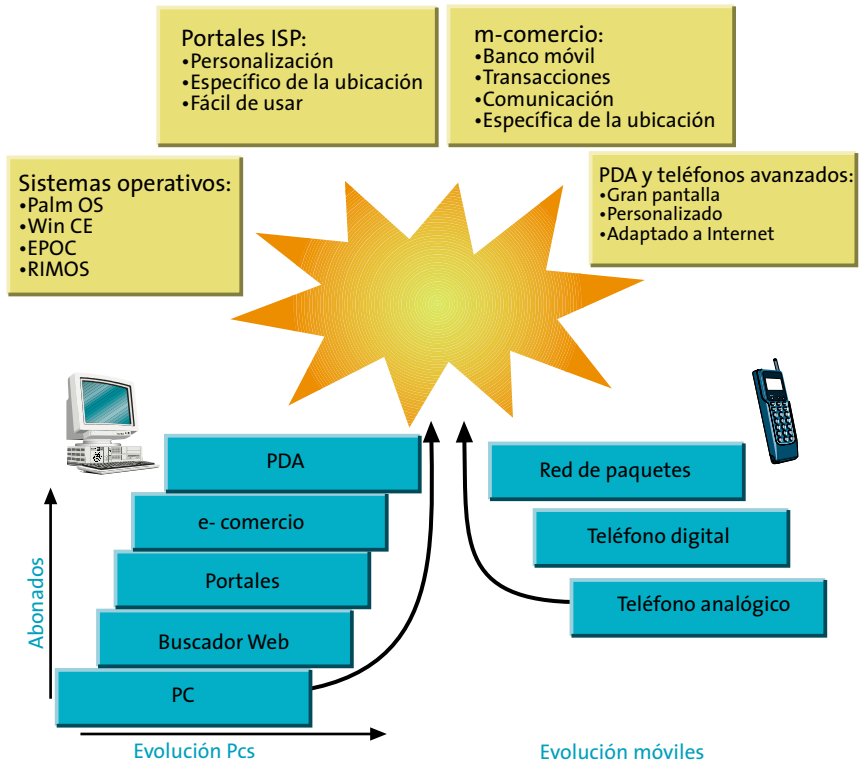 Portales ISP:
•Personalización
•Específico de la ubicación
•Fácil de usar
m-comercio:
•Banco móvil
•Transacciones
•Comunicación
•Específica de la ubicación
Sistemas operativos:
•Palm OS
•Win CE
•EPOC
•RIMOS
PDA y teléfonos avanzados:
•Gran pantalla
•Personalizado
•Adaptado a Internet
PDA
e- comercio
Portales
Buscador Web
PC
Abonados
Evolución Pcs
Red de paquetes
Teléfono digital
Teléfono analógico
Evolución móviles